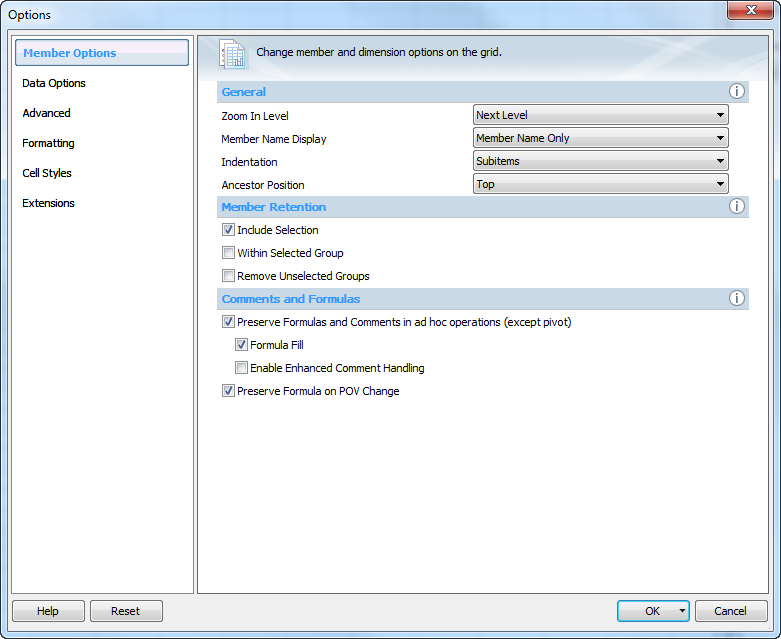 Options
Member Options
Data Options
Advanced
Formatting
Cell Styles
Extensions
Change member and dimension options on the grid.
General
Zoom In Level Next Level
Member Name Display Member Name Only
Indentation Subitems
Ancestor Position Top
Member Retention
Include Selection
Within Selected Group
Remove Unselected Groups
Comments and Formulas
Preserve Formulas and Comments in ad hoc operations (except pivot)
Formula Fill
Enable Enhanced Comment Handling
Preserve Formula on POV Change
Help Reset OK Cancel